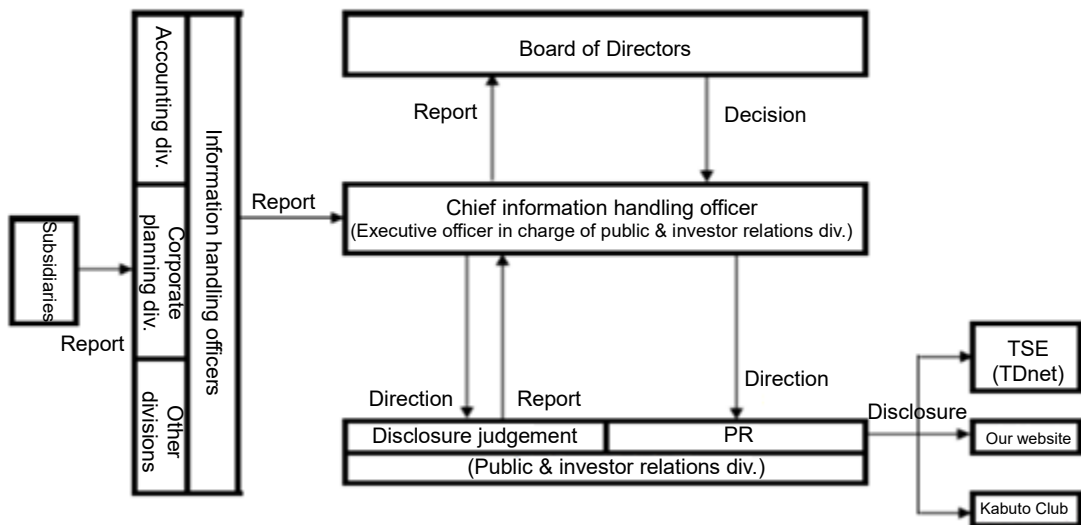 Subsidiaries
Report
Accounting div.
Corporate
planning div.
Other
divisions
Information handling officers
Report
Board of Directors
Report
Decision
Chief information handling officer
(Executive officer in charge of public & investor relations div.)
Direction
Report
Direction
Disclosure judgement
PR
(Public & investor relations div.)
Disclosure
TSE
(TDnet)
Our website
Kabuto Club